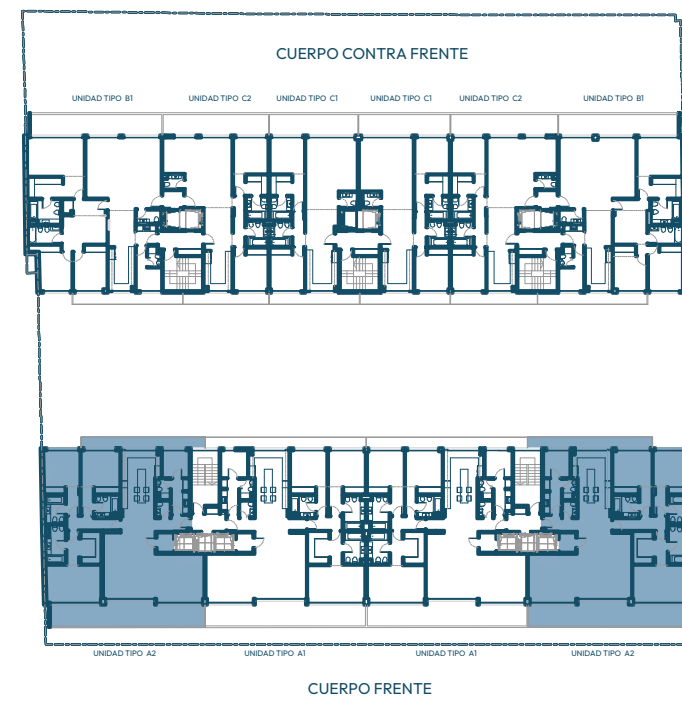 CUERPO CONTRA FRENTE
UNIDAD TIPO B1 UNIDAD TIPO C2 UNIDAD TIPO C1 UNIDAD TIPO C1 UNIDAD TIPO C2 UNIDAD TIPO B1
UNIDAD TIPO A2 UNIDAD TIPO A1 UNIDAD TIPO A1 UNIDAD TIPO A2
CUERPO FRENTE